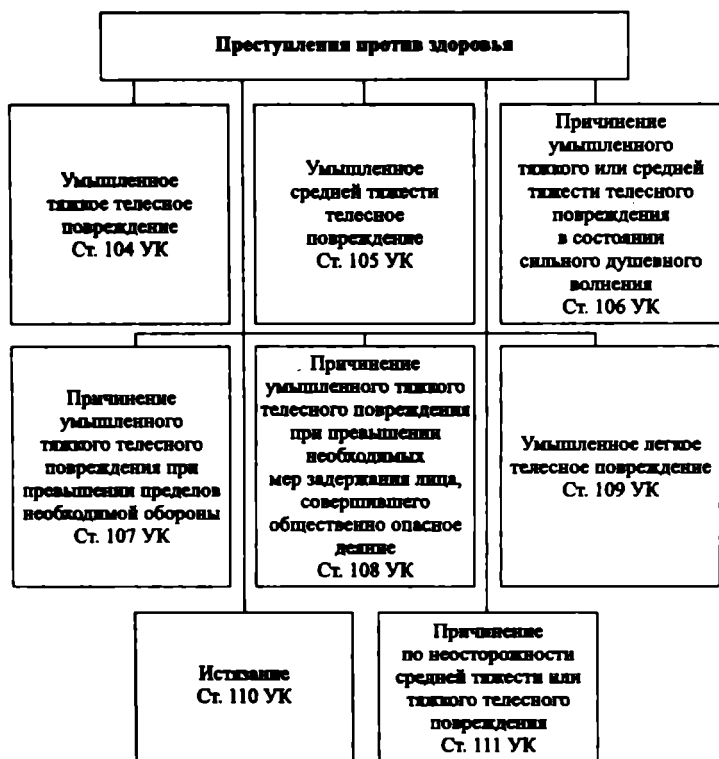 Преступления против здоровья
Умышленное
тяжкое телесное
повреждение
Ст. 104 УК
Умышленное
средней тяжести
телесное
повреждение
Ст. 105 УК
Причинение
умышленного
тяжкого или средней
тяжести телесного
повреждения
в состоянии
сильного душевного
волнения
Ст. 106 УК
Причинение
умышленного
тяжкого телесного
повреждения при
превышении пределов
необходимой обороны
Ст. 107 УК
Причинение
умышленного тяжкого
телесного повреждения
при превышении
необходимых
мер задержания лица,
совершившего
общественно опасное
деяние
Ст. 108 УК
Умышленное легкое
телесное повреждение
Ст. 109 УК
Истязание
Ст. 110 УК
Причинение
по неосторожности
средней тяжести или
тяжкого телесного
повреждения
Ст. 111 УК